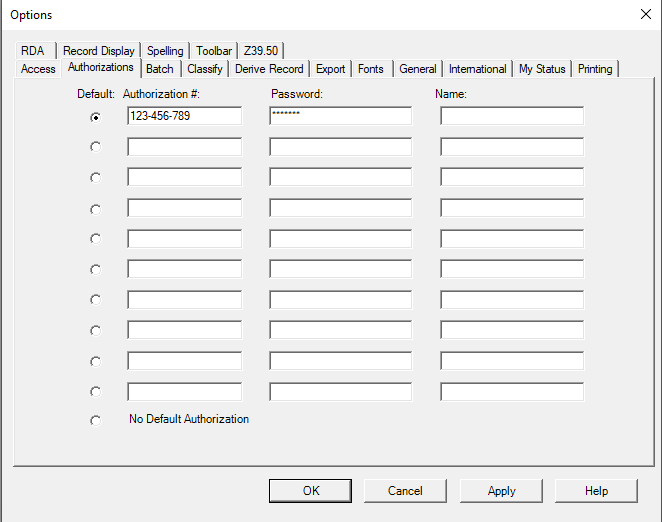 Options
RDA Record Display Spelling Toolbar Z39.50
Access Authorizations Batch Classify Derive Record Export Fonts General International My Status Printing
Default: Authorization #: Password: Name:
123-456-789 *******
No Default Authorization
OK Cancel Apply Help